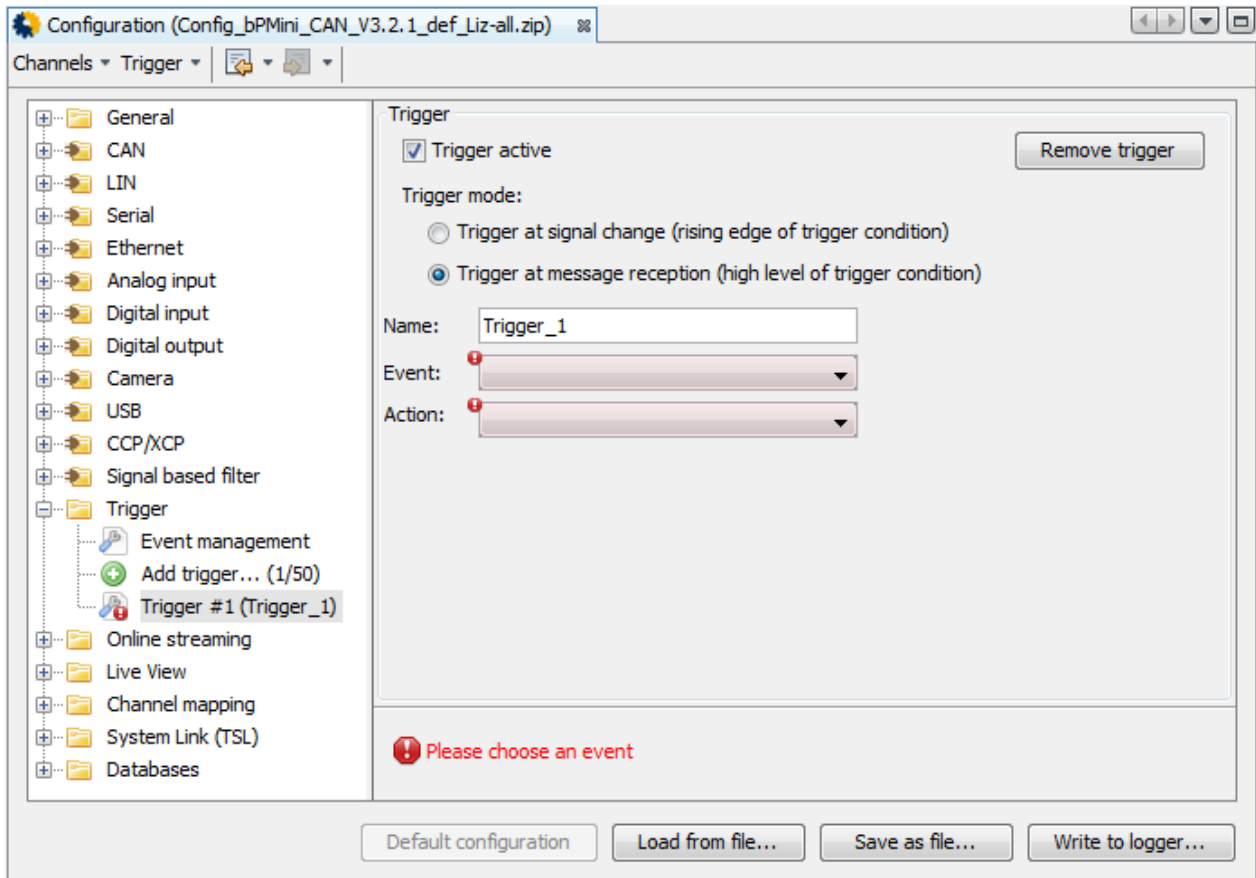 Configuration (Config_bPMini_CAN_V3.2.1_def_Liz-all.zip)
Channels Trigger
General
CAN
LIN
Serial
Ethernet
Analog input
Digital input
Digital output
Camera
USB
CCP/XCP
Signal based filter
Trigger
Event management
Add trigger... (1/50)
Trigger #1 (Trigger_1)
Online streaming
Live View
Channel mapping
System Link (TSL)
Databases
Trigger
Trigger active
Remove trigger
Trigger mode:
Trigger at signal change (rising edge of trigger condition)
Trigger at message reception (high level of trigger condition)
Name: Trigger_1
Event:
Action:
Please choose an event
Default configuration Load from file... Save as file... Write to logger...